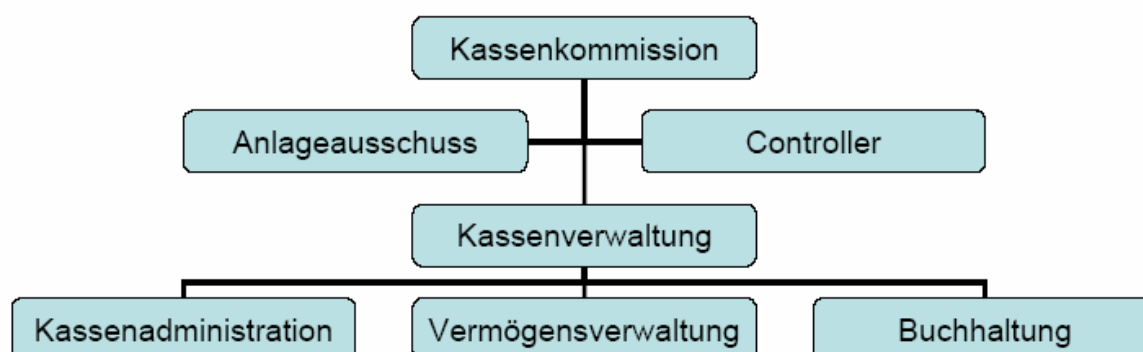 Kassenkommission
Anlageausschuss
Controller
Kassenverwaltung
Kassenadministration
Vermögensverwaltung
Buchhaltung